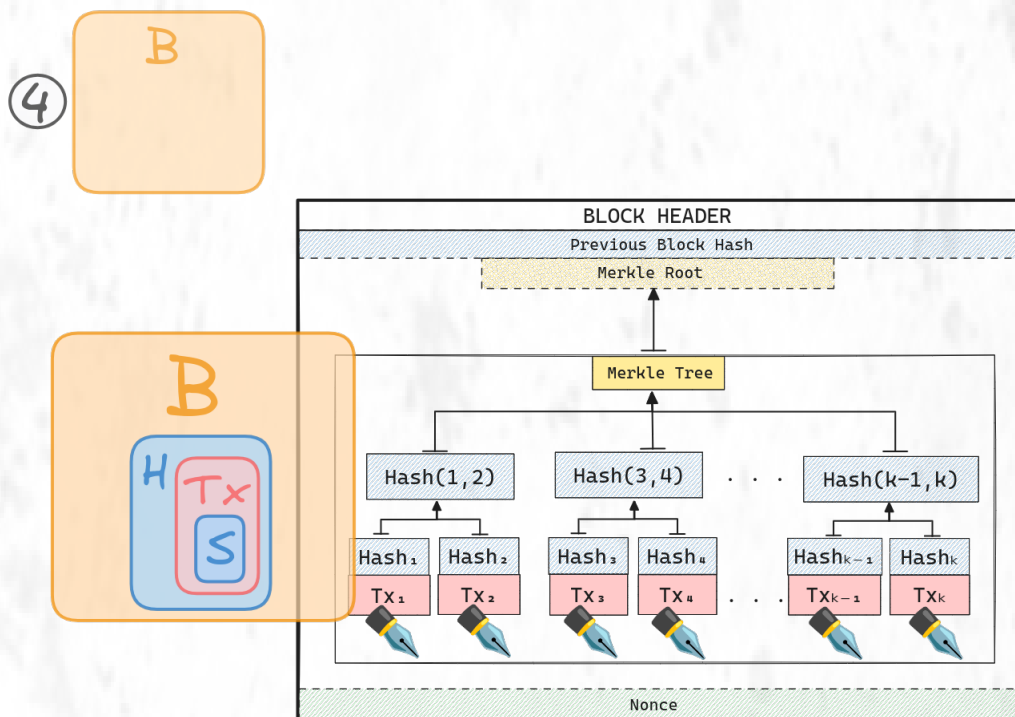 B
4
BLOCK HEADER
Previous Block Hash
Merkle Root
Merkle Tree
B
H
Tx
S
Hash(1,2) Hash(3,4) . . . Hash(k-1,k)
Hash₁ Hash₂ Hash₃ Hash₄ Hashₖ₋₁ Hashₖ
Tx₁ Tx₂ Tx₃ Tx₄ . . . Txₖ₋₁ Txₖ
Nonce